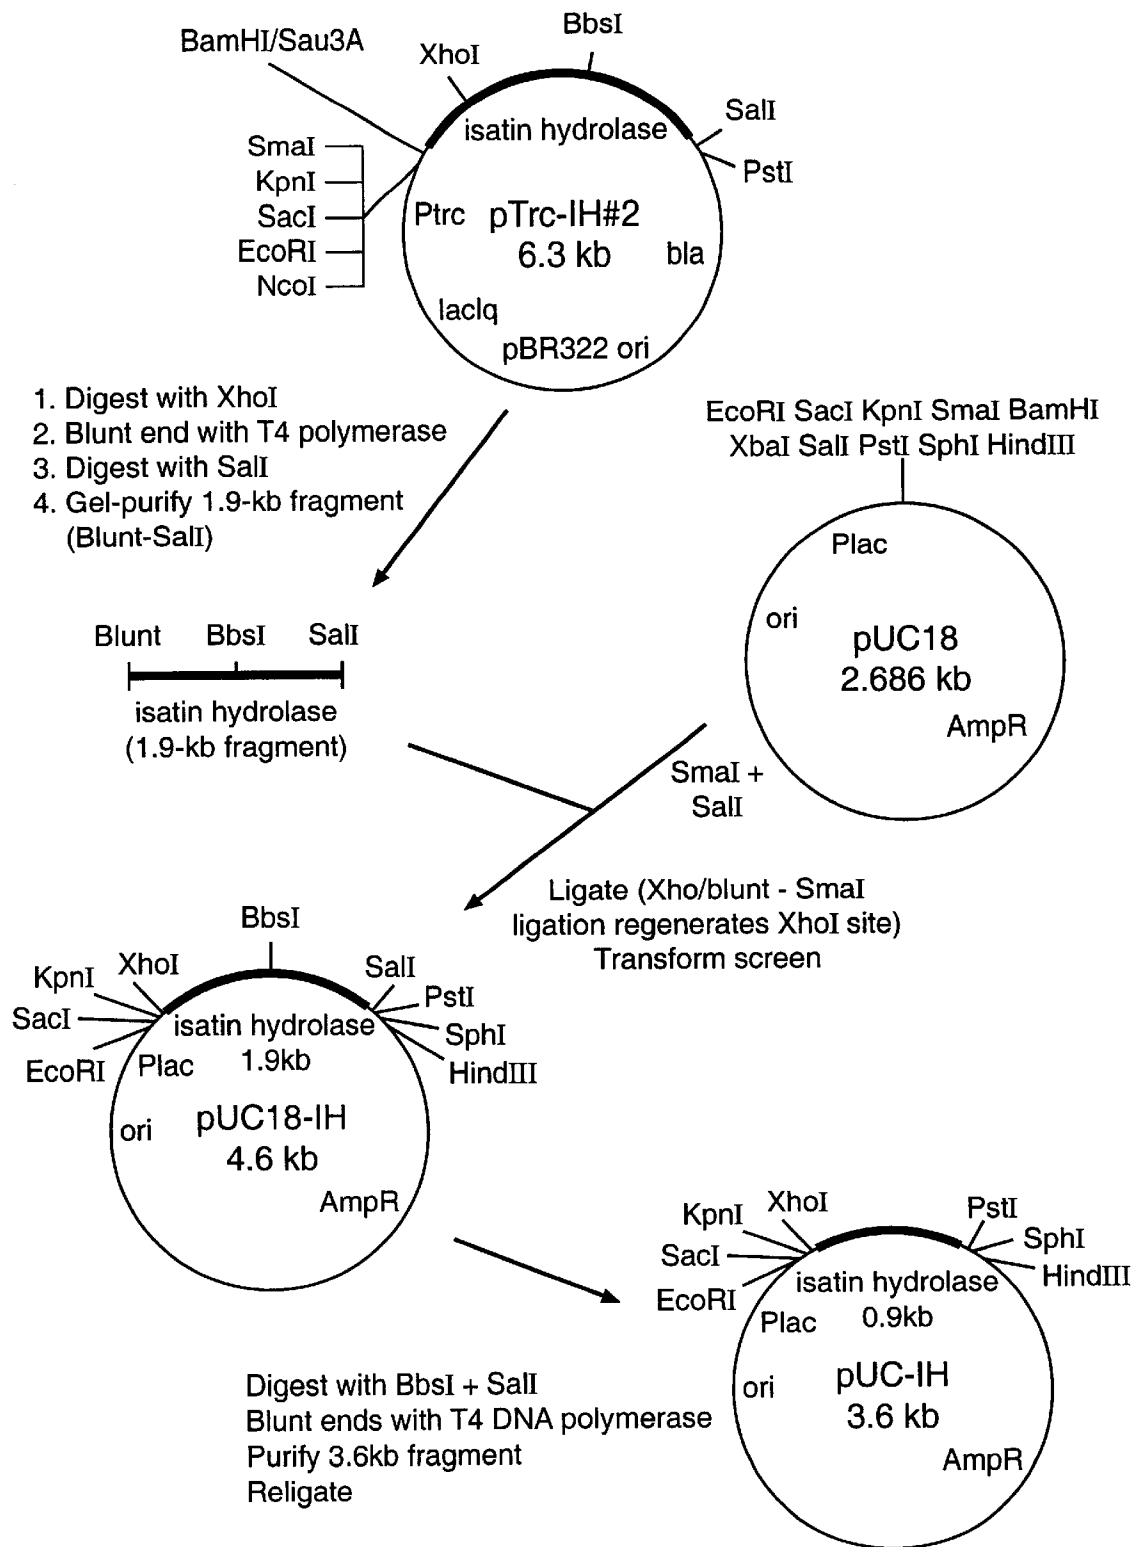 BamHI/Sau3A
XhoI
BbsI
SalI
PstI
isatin hydrolase
SmaI
KpnI
SacI
EcoRI
NcoI
Ptrc
pTrc-IH#2
6.3 kb
bla
lacIq
pBR322 ori
1. Digest with XhoI
2. Blunt end with T4 polymerase
3. Digest with SalI
4. Gel-purify 1.9-kb fragment
(Blunt-SalI)
EcoRI SacI KpnI SmaI BamHI
XbaI SalI PstI SphI HindIII
Plac
ori
pUC18
2.686 kb
AmpR
Blunt BbsI SalI
isatin hydrolase
(1.9-kb fragment)
SmaI +
SalI
Ligate (Xho/blunt - SmaI
ligation regenerates XhoI site)
Transform screen
BbsI
XhoI
KpnI
SacI
EcoRI
SalI
PstI
SphI
HindIII
isatin hydrolase
1.9kb
Plac
ori
pUC18-IH
4.6 kb
AmpR
Digest with BbsI + SalI
Blunt ends with T4 DNA polymerase
Purify 3.6kb fragment
Religate
XhoI
KpnI
SacI
EcoRI
PstI
SphI
HindIII
isatin hydrolase
0.9kb
Plac
ori
pUC-IH
3.6 kb
AmpR